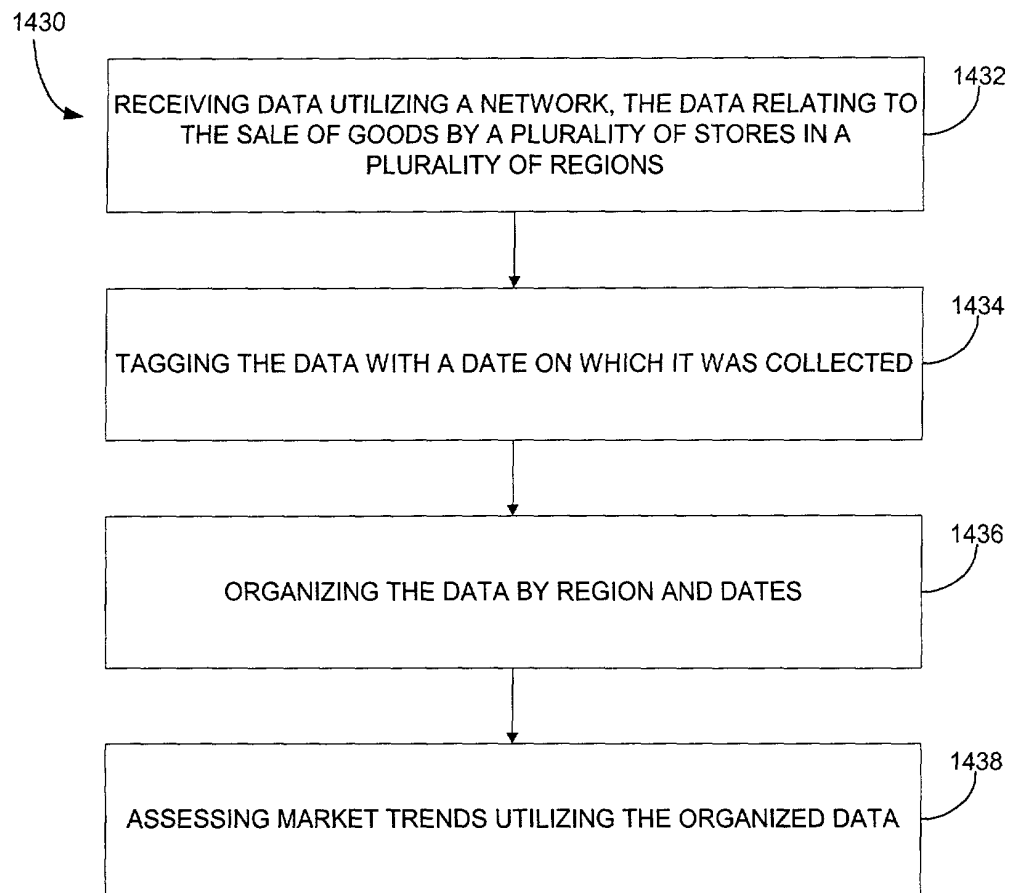 1430
RECEIVING DATA UTILIZING A NETWORK, THE DATA RELATING TO
THE SALE OF GOODS BY A PLURALITY OF STORES IN A
PLURALITY OF REGIONS
1432
TAGGING THE DATA WITH A DATE ON WHICH IT WAS COLLECTED
1434
ORGANIZING THE DATA BY REGION AND DATES
1436
ASSESSING MARKET TRENDS UTILIZING THE ORGANIZED DATA
1438